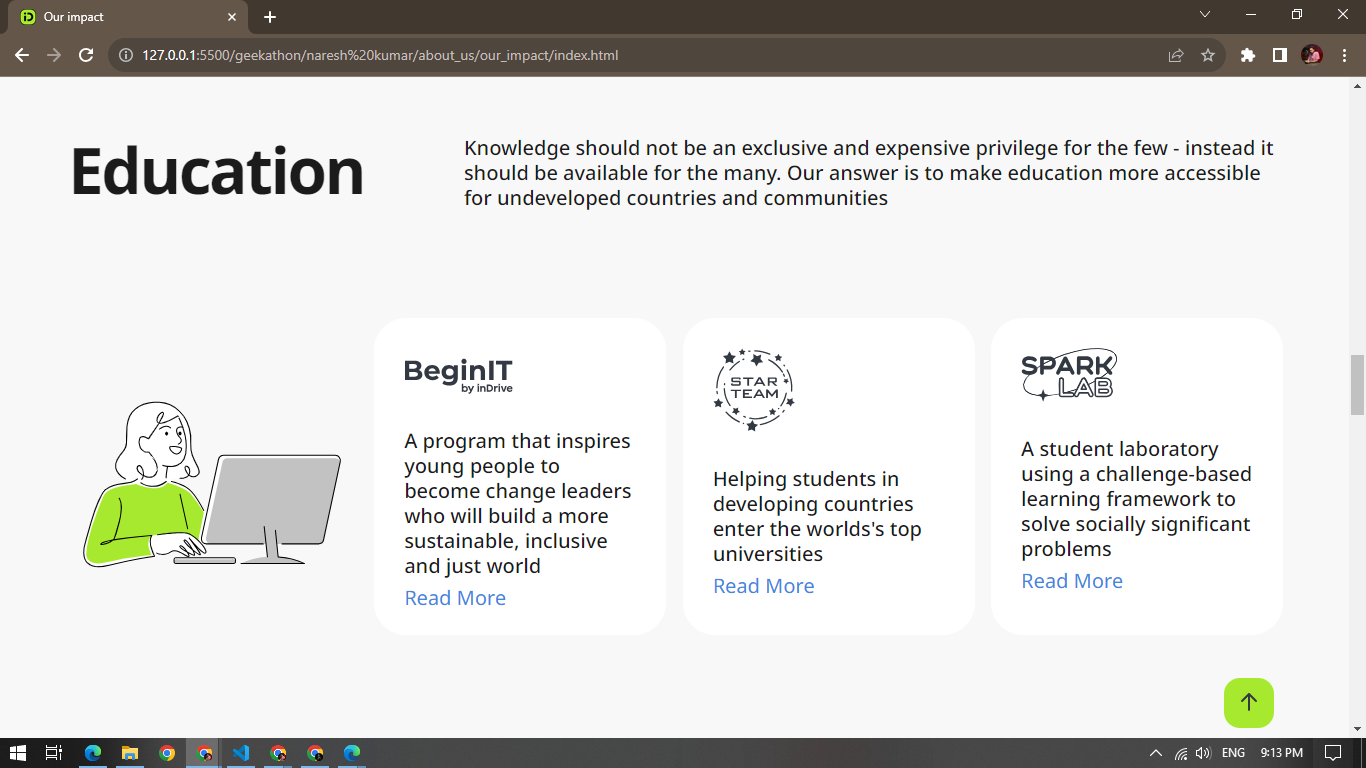 Our impact
127.0.0.1:5500/geekathon/naresh%20kumar/about_us/our_impact/index.html
Education
Knowledge should not be an exclusive and expensive privilege for the few - instead it
should be available for the many. Our answer is to make education more accessible
for undeveloped countries and communities
BeginIT
by inDrive
A program that inspires
young people to
become change leaders
who will build a more
sustainable, inclusive
and just world
Read More
STAR
TEAM
Helping students in
developing countries
enter the worlds's top
universities
Read More
SPARK
LAB
A student laboratory
using a challenge-based
learning framework to
solve socially significant
problems
Read More
ENG
9:13 PM